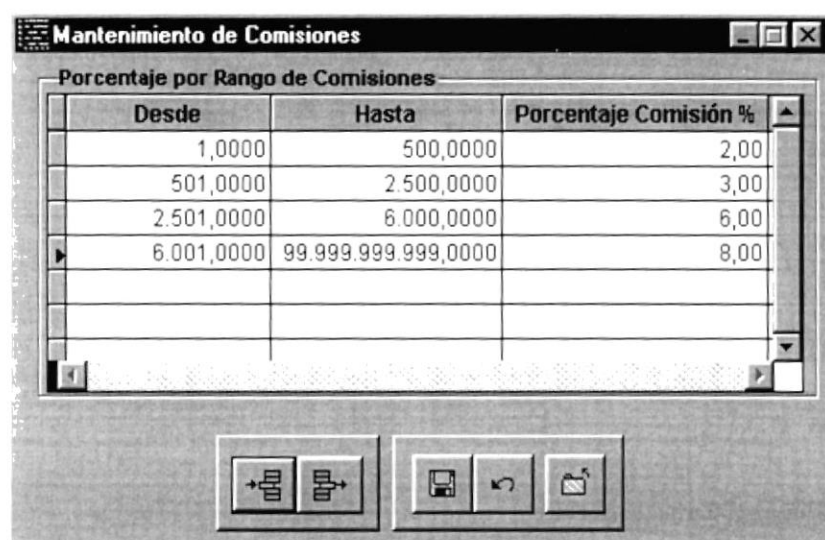 Mantenimiento de Comisiones
Porcentaje por Rango de Comisiones
Desde Hasta Porcentaje Comisión %
1,0000 500,0000 2,00
501,0000 2.500,0000 3,00
2.501,0000 6.000,0000 6,00
6.001,0000 99.999.999.999,0000 8,00